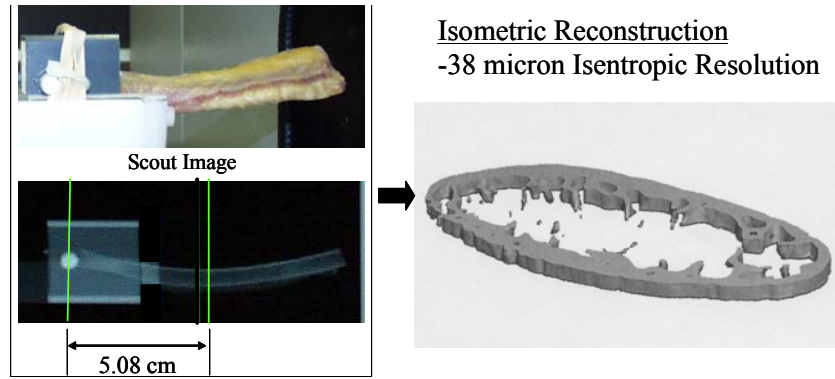 Isometric Reconstruction
-38 micron Isentropic Resolution
Scout Image
5.08 cm